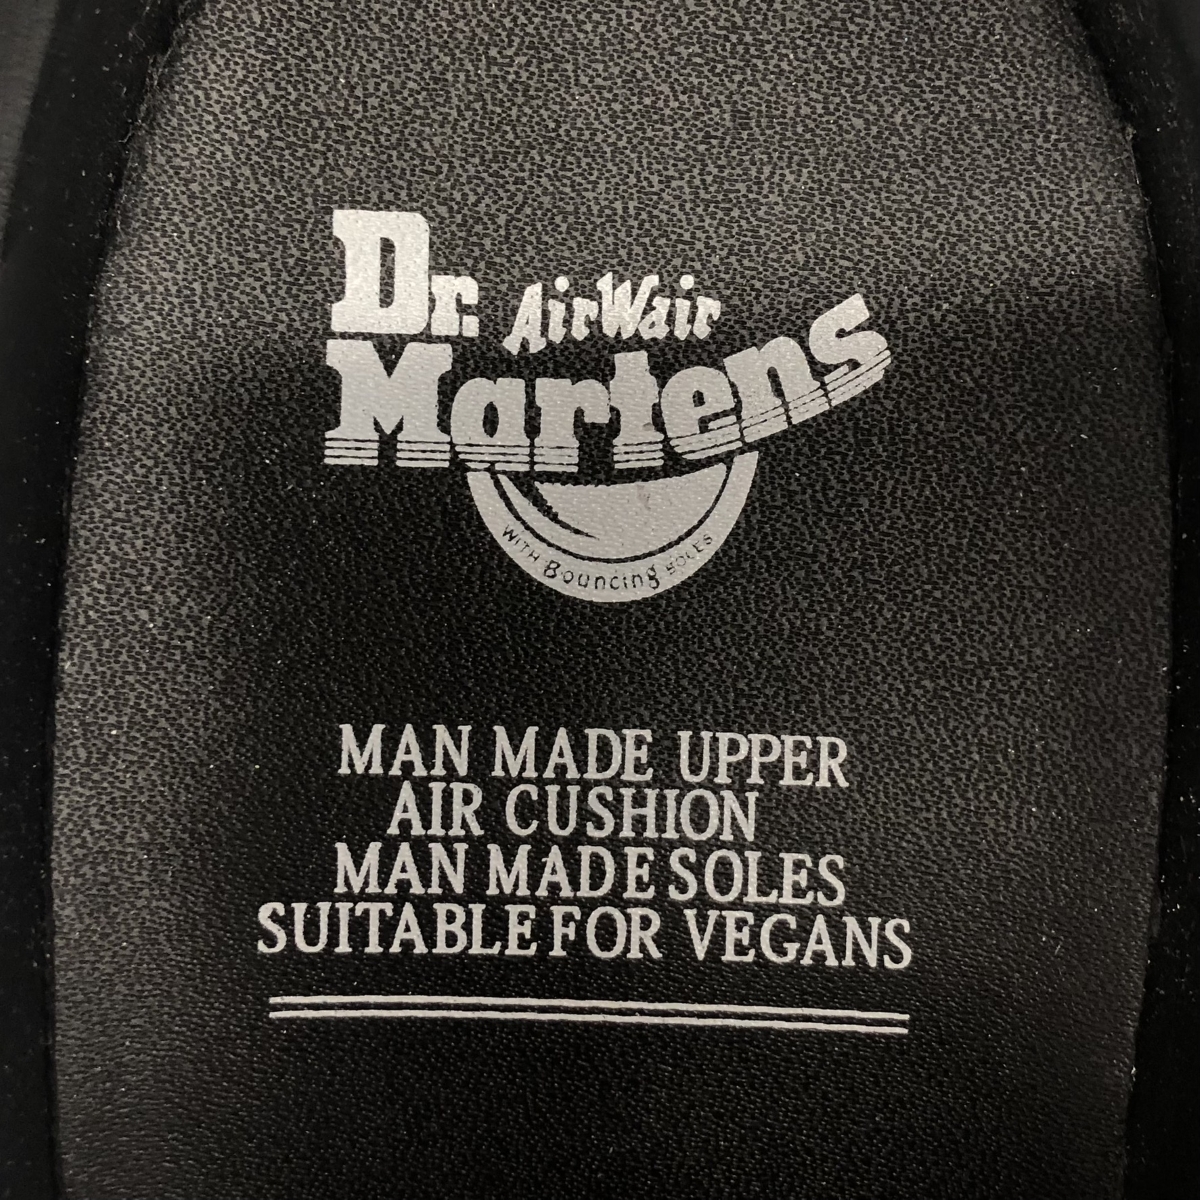 Dr. AirWair
Martens
WITH Bouncing SOLES
MAN MADE UPPER
AIR CUSHION
MAN MADE SOLES
SUITABLE FOR VEGANS